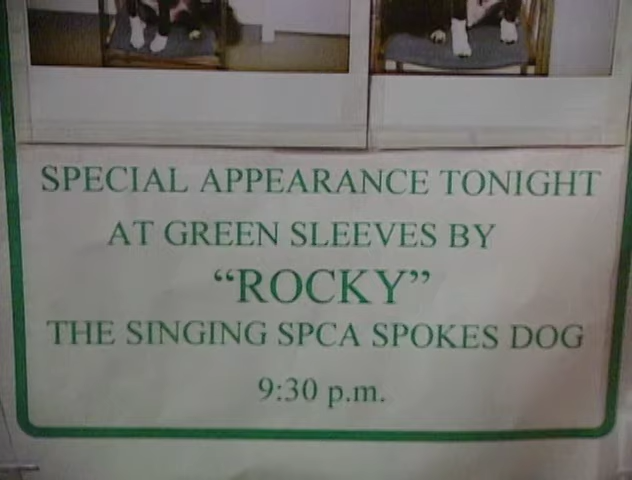 SPECIAL APPEARANCE TONIGHT
AT GREEN SLEEVES BY
“ROCKY”
THE SINGING SPCA SPOKES DOG
9:30 p.m.